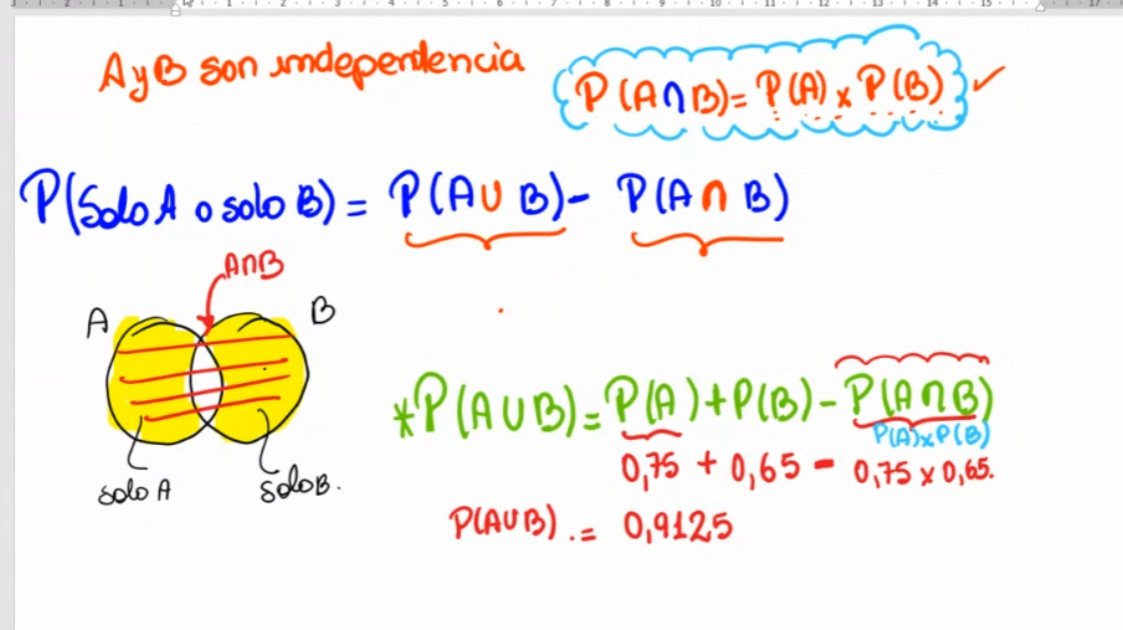 A y B son independencia
P(A∩B)= P(A) x P(B) ✓
P(Solo A o solo B) = P(A∪B) - P(A∩B)
A∩B
A
B
solo A
solo B.
*P(A∪B)= P(A)+P(B)-P(A∩B)
P(A)xP(B)
0,75 + 0,65 - 0,75 x 0,65.
P(A∪B) .= 0,9125